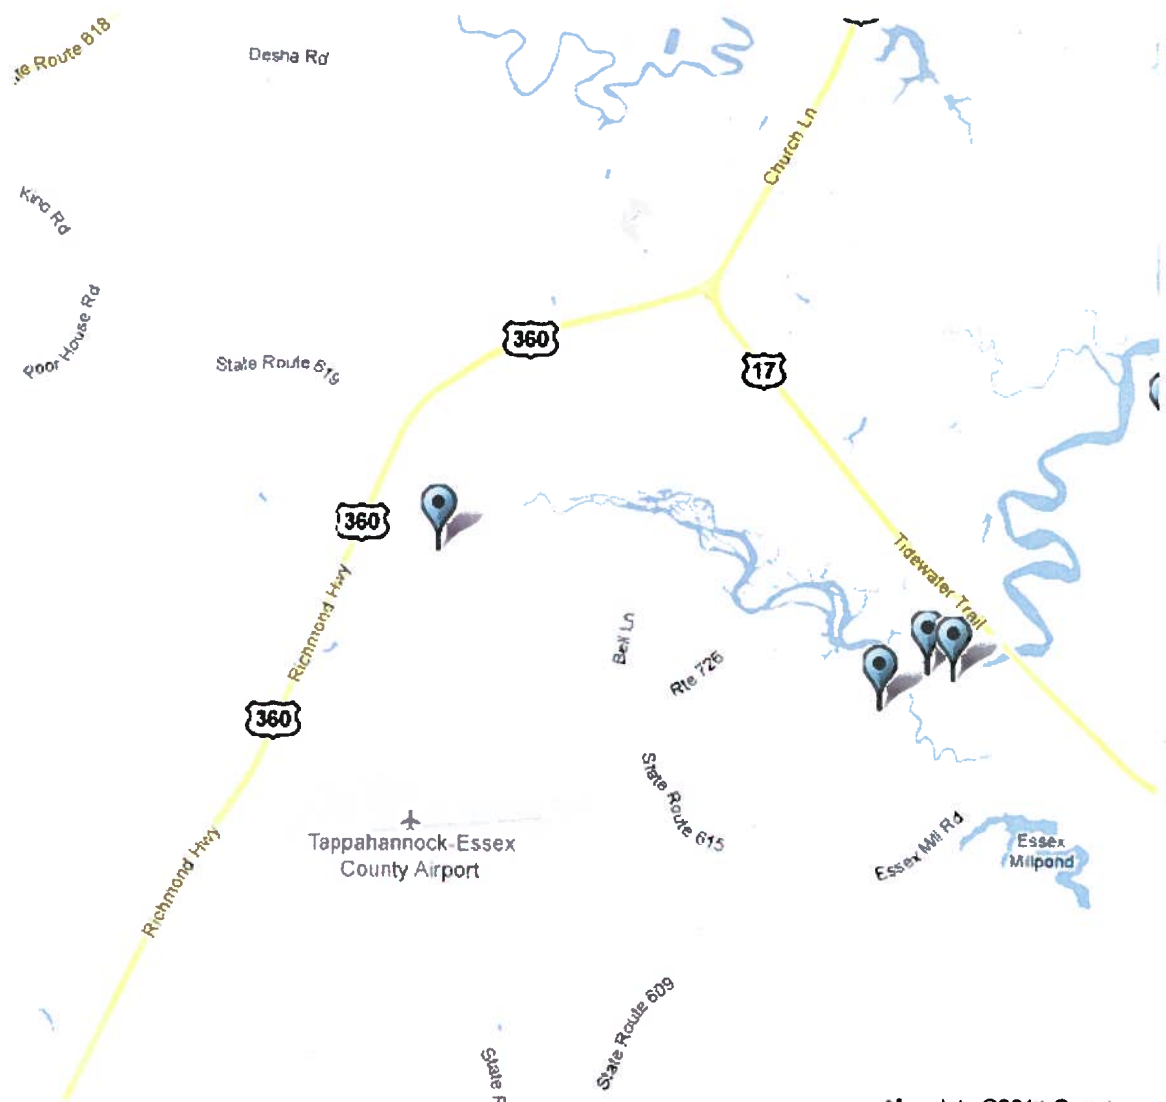 Route 618
Desha Rd
Church Ln
King Rd
Poor House Rd
State Route 619
360
17
360
Tidewater Trail
Richmond Hwy
Bell Ln
Rte 726
360
State Route 615
Tappahannock-Essex
County Airport
Essex Mill Rd
Essex
Millpond
Richmond Hwy
State Route 609
State